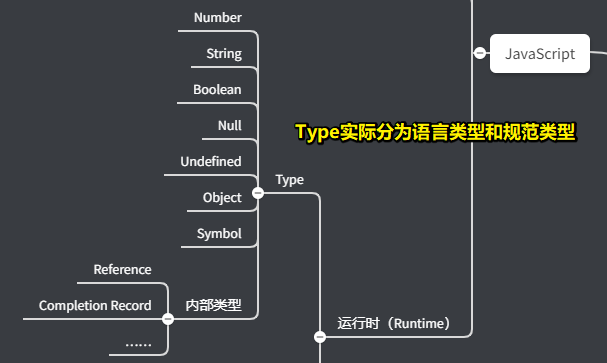 Number
String
JavaScript
Boolean
Null
Type实际分为语言类型和规范类型
Undefined
Type
Object
Symbol
Reference
Completion Record
内部类型
运行时（Runtime）
……